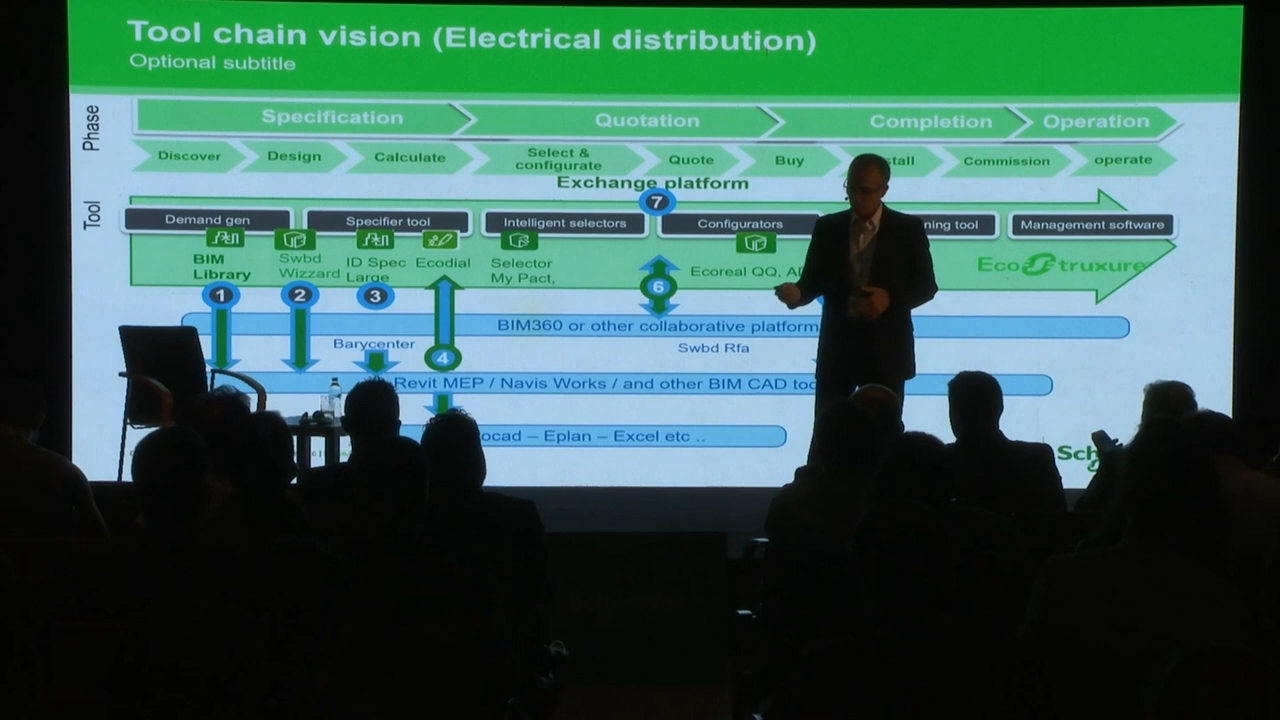 Tool chain vision (Electrical distribution)
Optional subtitle
Phase
Specification
Quotation
Completion
Operation
Discover
Design
Calculate
Select &
configurate
Quote
Buy
stall
Commission
operate
Exchange platform
7
Tool
Demand gen
Specifier tool
Intelligent selectors
Configurators
ning tool
Management software
BIM
Library
Swbd
Wizzard
ID Spec
Large
Ecodial
Selector
My Pact,
Ecoreal QQ,
EcoStruxure
1
2
3
6
BIM360 or other collaborative platform
Barycenter
Swbd Rfa
4
Revit MEP / Navis Works / and other BIM CAD too
ocad – Eplan – Excel etc ..
Sch